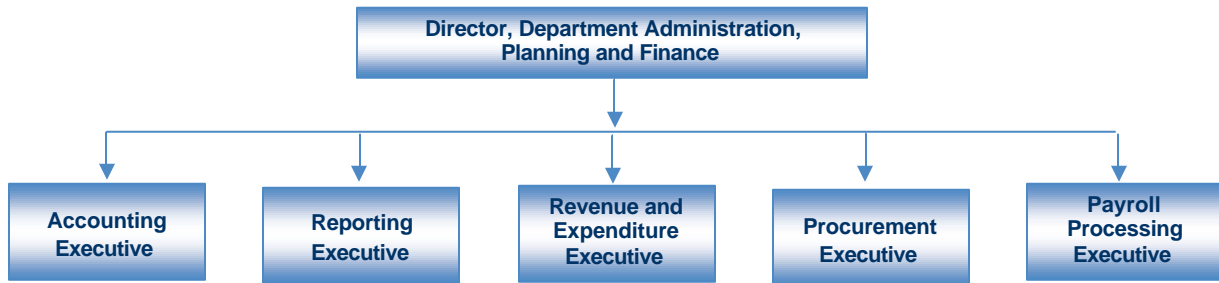 Director, Department Administration,
Planning and Finance
Accounting
Executive
Reporting
Executive
Revenue and
Expenditure
Executive
Procurement
Executive
Payroll
Processing
Executive